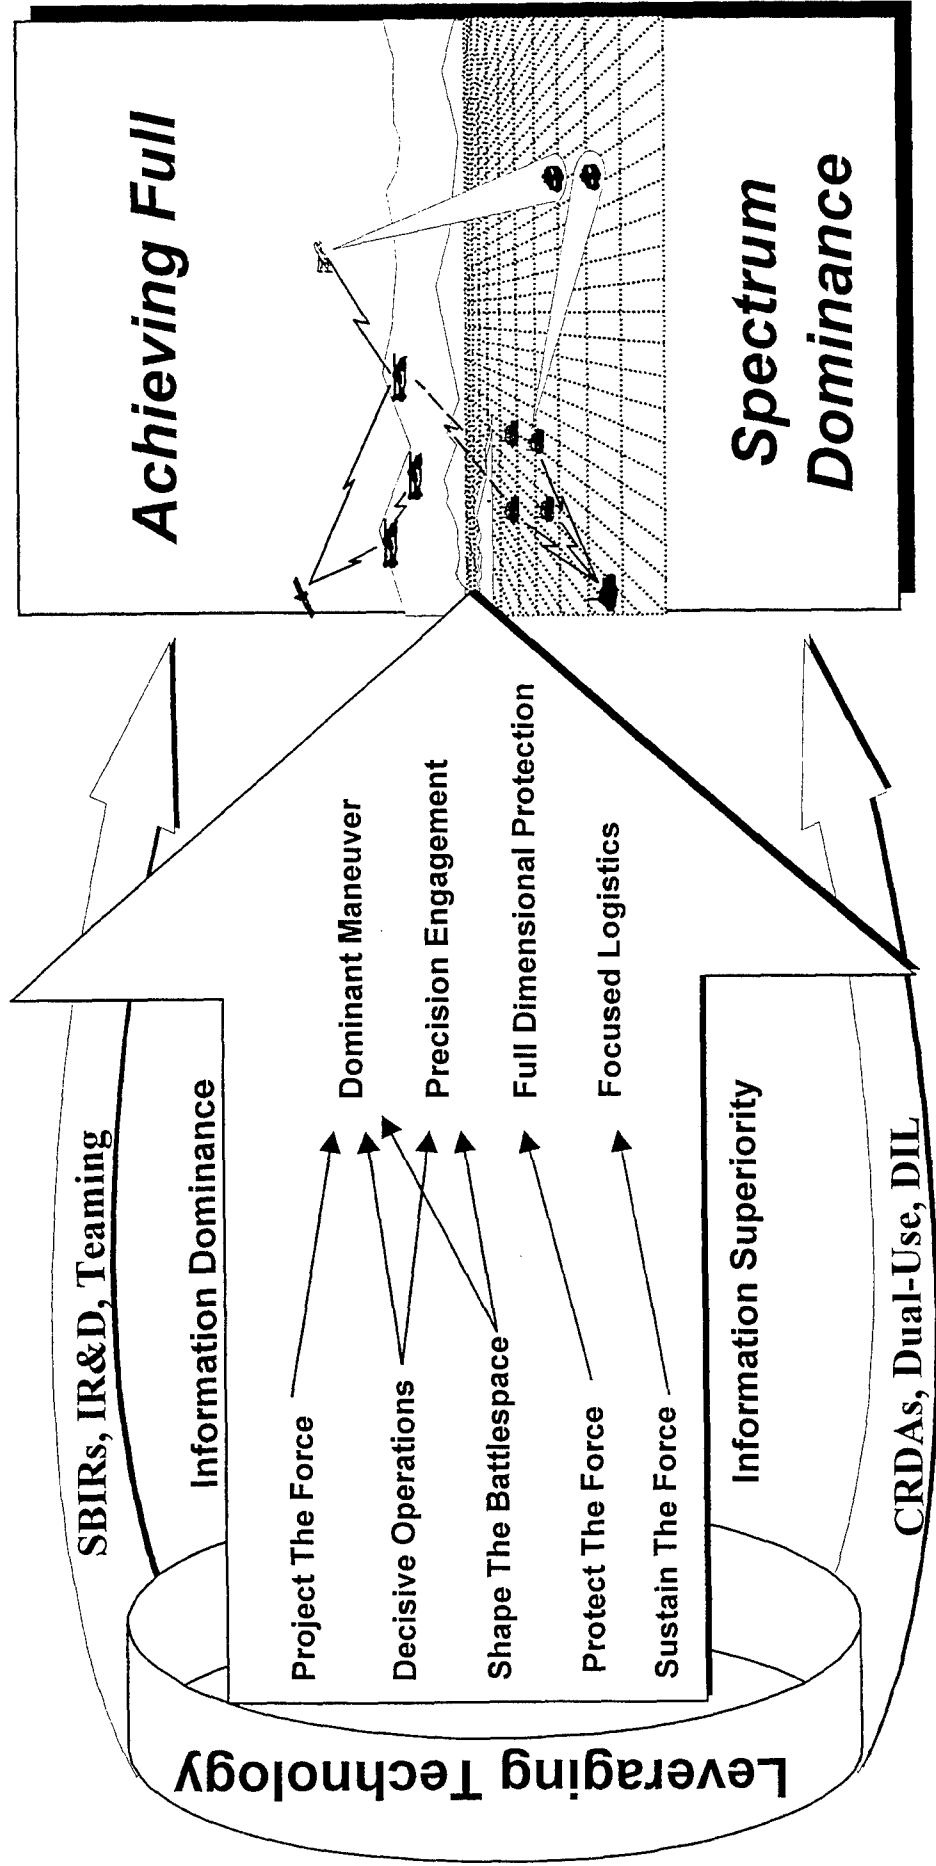 Leveraging Technology
SBIRs, IR&D, Teaming
Information Dominance
Project The Force
Decisive Operations
Shape The Battlespace
Protect The Force
Sustain The Force
Dominant Maneuver
Precision Engagement
Full Dimensional Protection
Focused Logistics
Information Superiority
CRDAs, Dual-Use, DIL
Achieving Full
Spectrum
Dominance